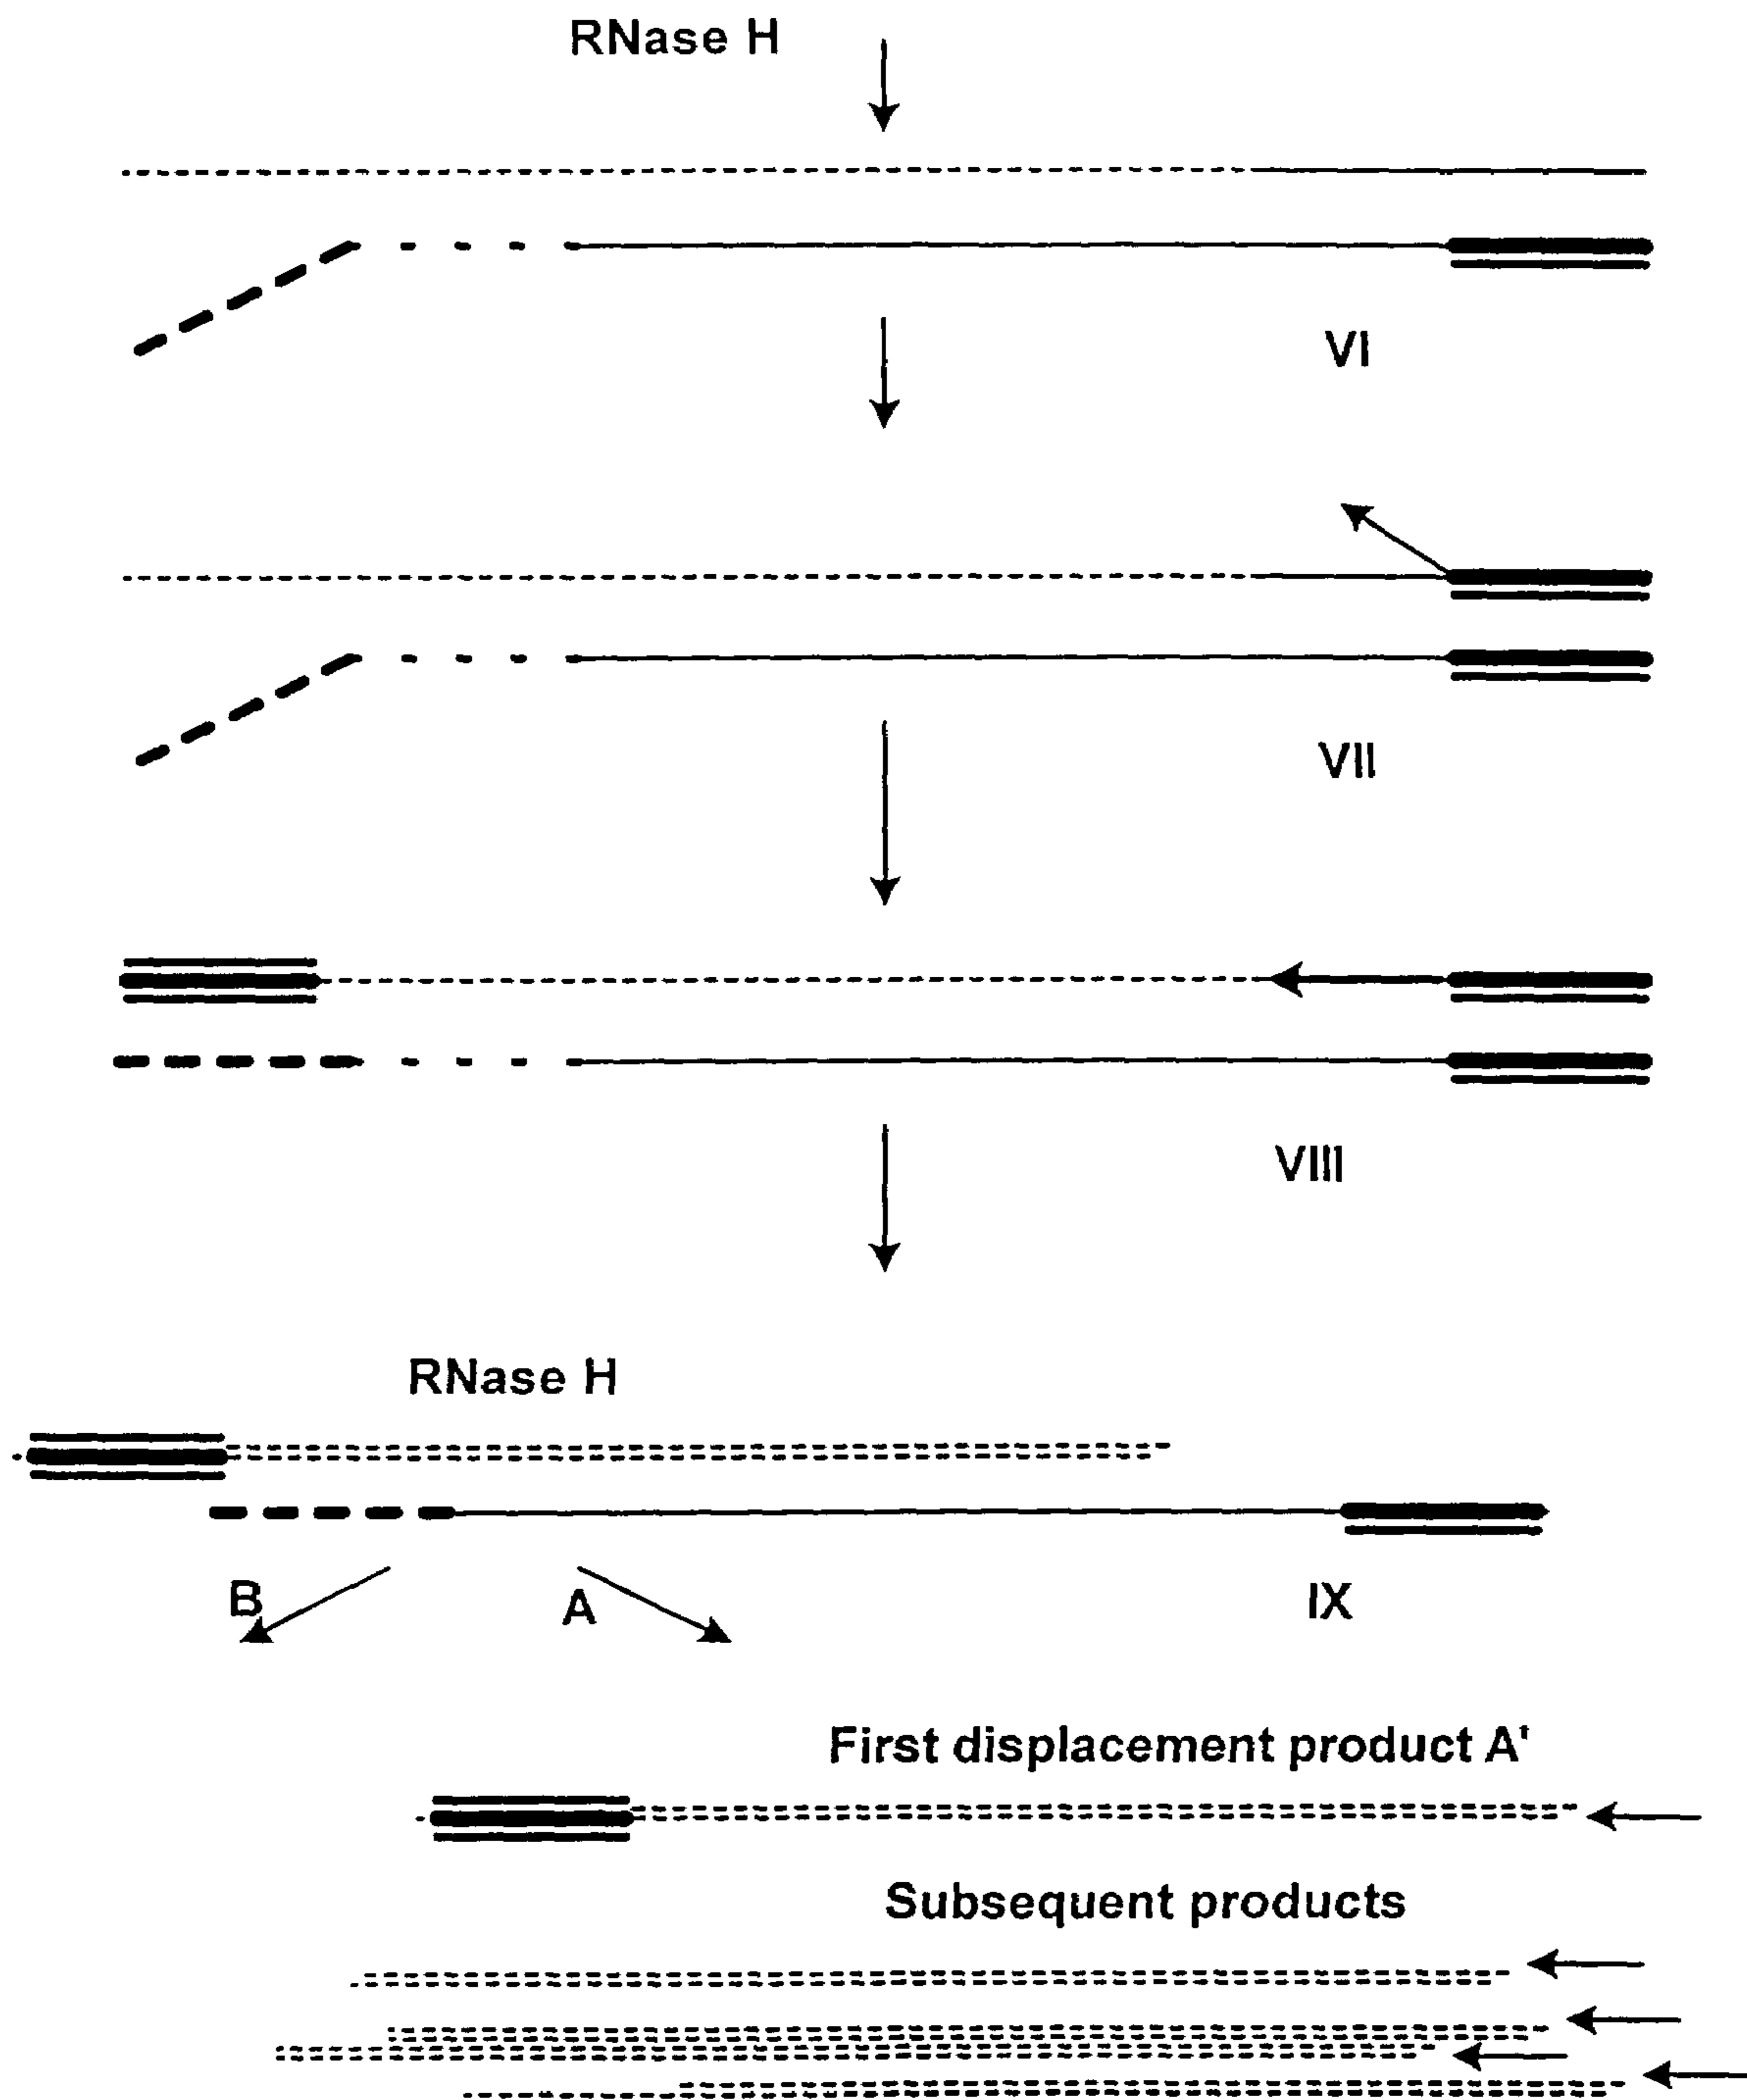 RNase H
VI
VII
VIII
RNase H
B
A
IX
First displacement product A'
Subsequent products